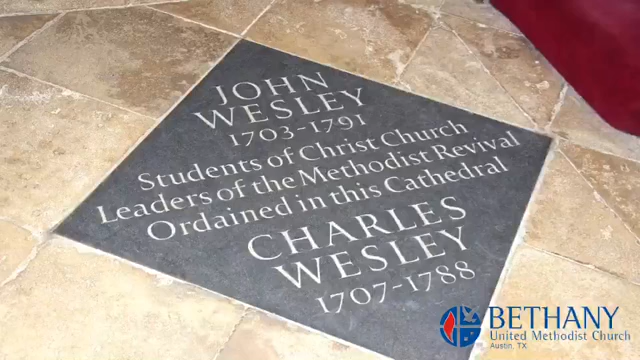 JOHN
WESLEY
1703-1791
Students of Christ Church
Leaders of the Methodist Revival
Ordained in this Cathedral
CHARLES
WESLEY
1707-1788
BETHANY
United Methodist Church
Austin, TX